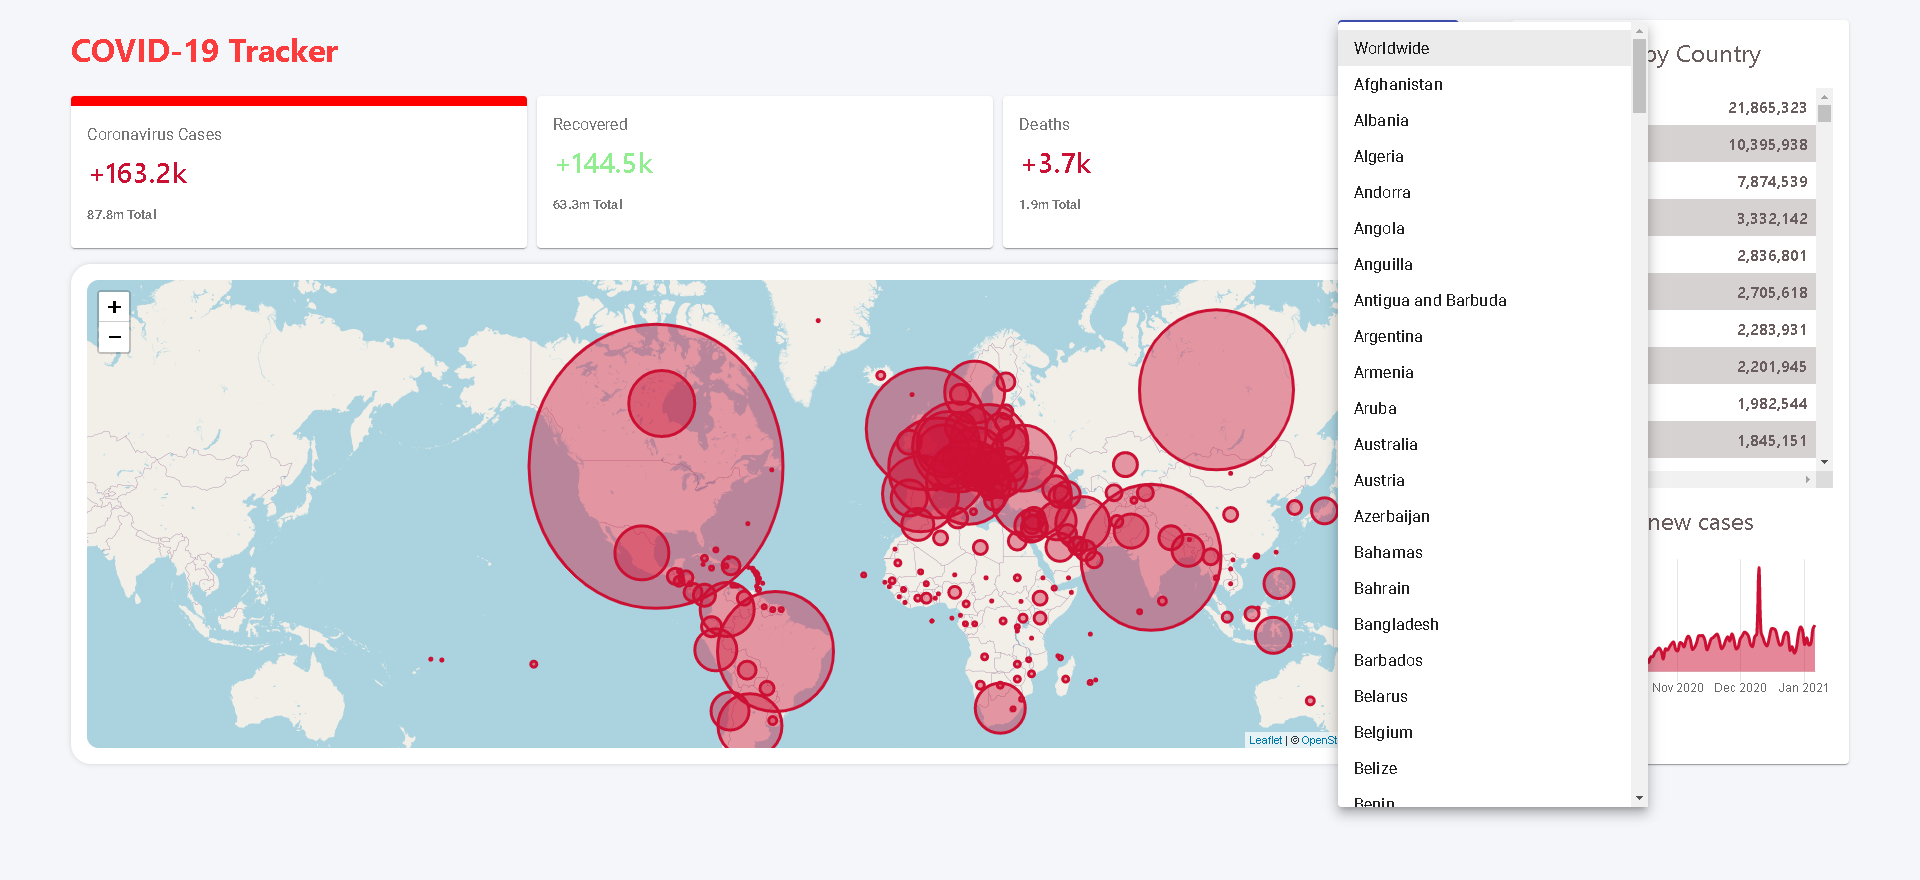 COVID-19 Tracker
Coronavirus Cases
+163.2k
87.8m Total
Recovered
+144.5k
63.3m Total
Deaths
+3.7k
1.9m Total
+
−
Leaflet | © OpenSt
Worldwide
Afghanistan
Albania
Algeria
Andorra
Angola
Anguilla
Antigua and Barbuda
Argentina
Armenia
Aruba
Australia
Austria
Azerbaijan
Bahamas
Bahrain
Bangladesh
Barbados
Belarus
Belgium
Belize
Benin
by Country
21,865,323
10,395,938
7,874,539
3,332,142
2,836,801
2,705,618
2,283,931
2,201,945
1,982,544
1,845,151
new cases
Nov 2020 Dec 2020 Jan 2021